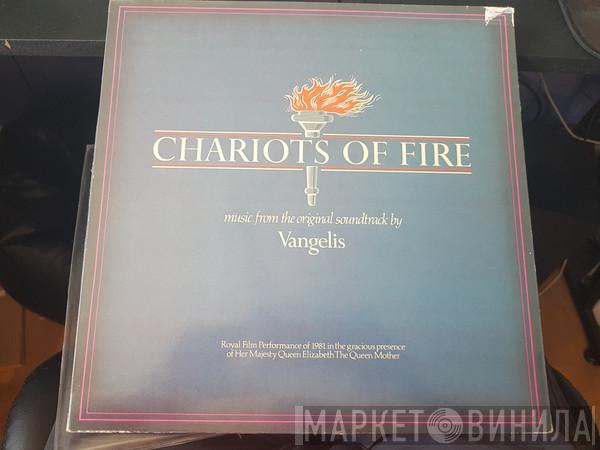 CHARIOTS OF FIRE
music from the original soundtrack by
Vangelis
Royal Film Performance of 1981 in the gracious presence
of Her Majesty Queen Elizabeth The Queen Mother
МАРКЕТ ВИНИЛА